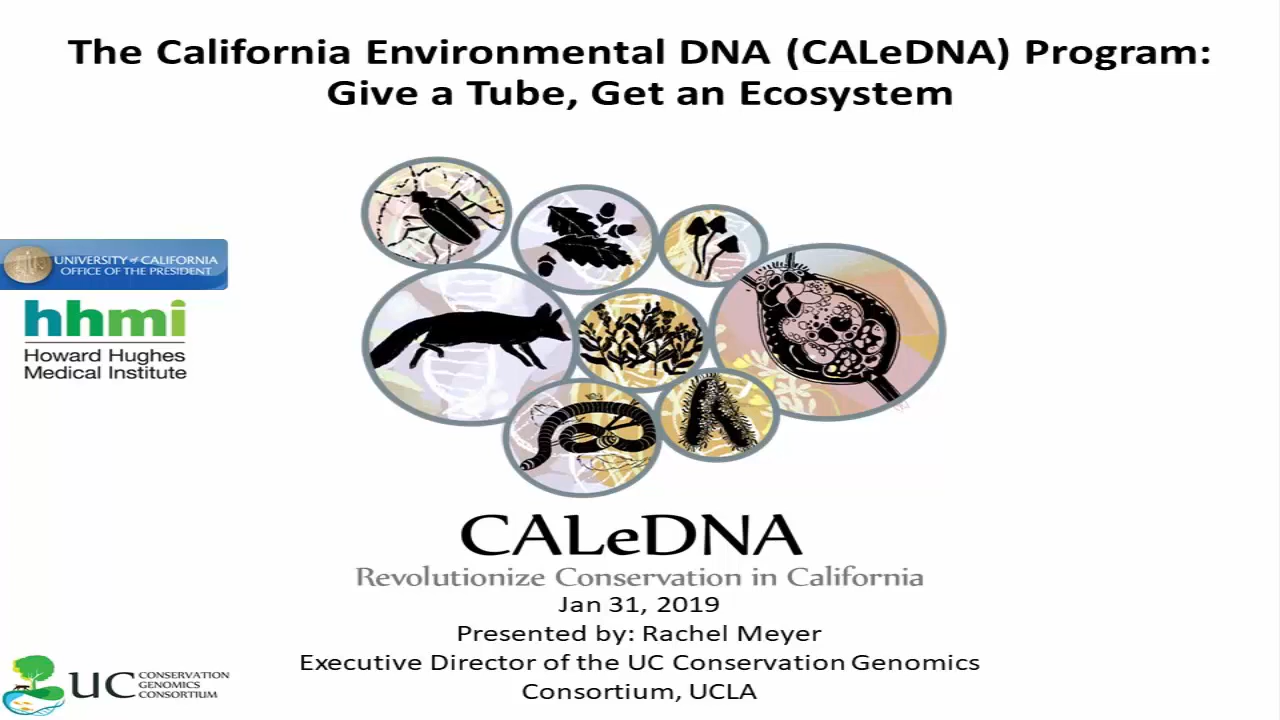 The California Environmental DNA (CALeDNA) Program:
Give a Tube, Get an Ecosystem
UNIVERSITY of CALIFORNIA
OFFICE OF THE PRESIDENT
hhmi
Howard Hughes
Medical Institute
CALeDNA
Revolutionize Conservation in California
Jan 31, 2019
Presented by: Rachel Meyer
Executive Director of the UC Conservation Genomics
Consortium, UCLA
UC CONSERVATION
GENOMICS
CONSORTIUM